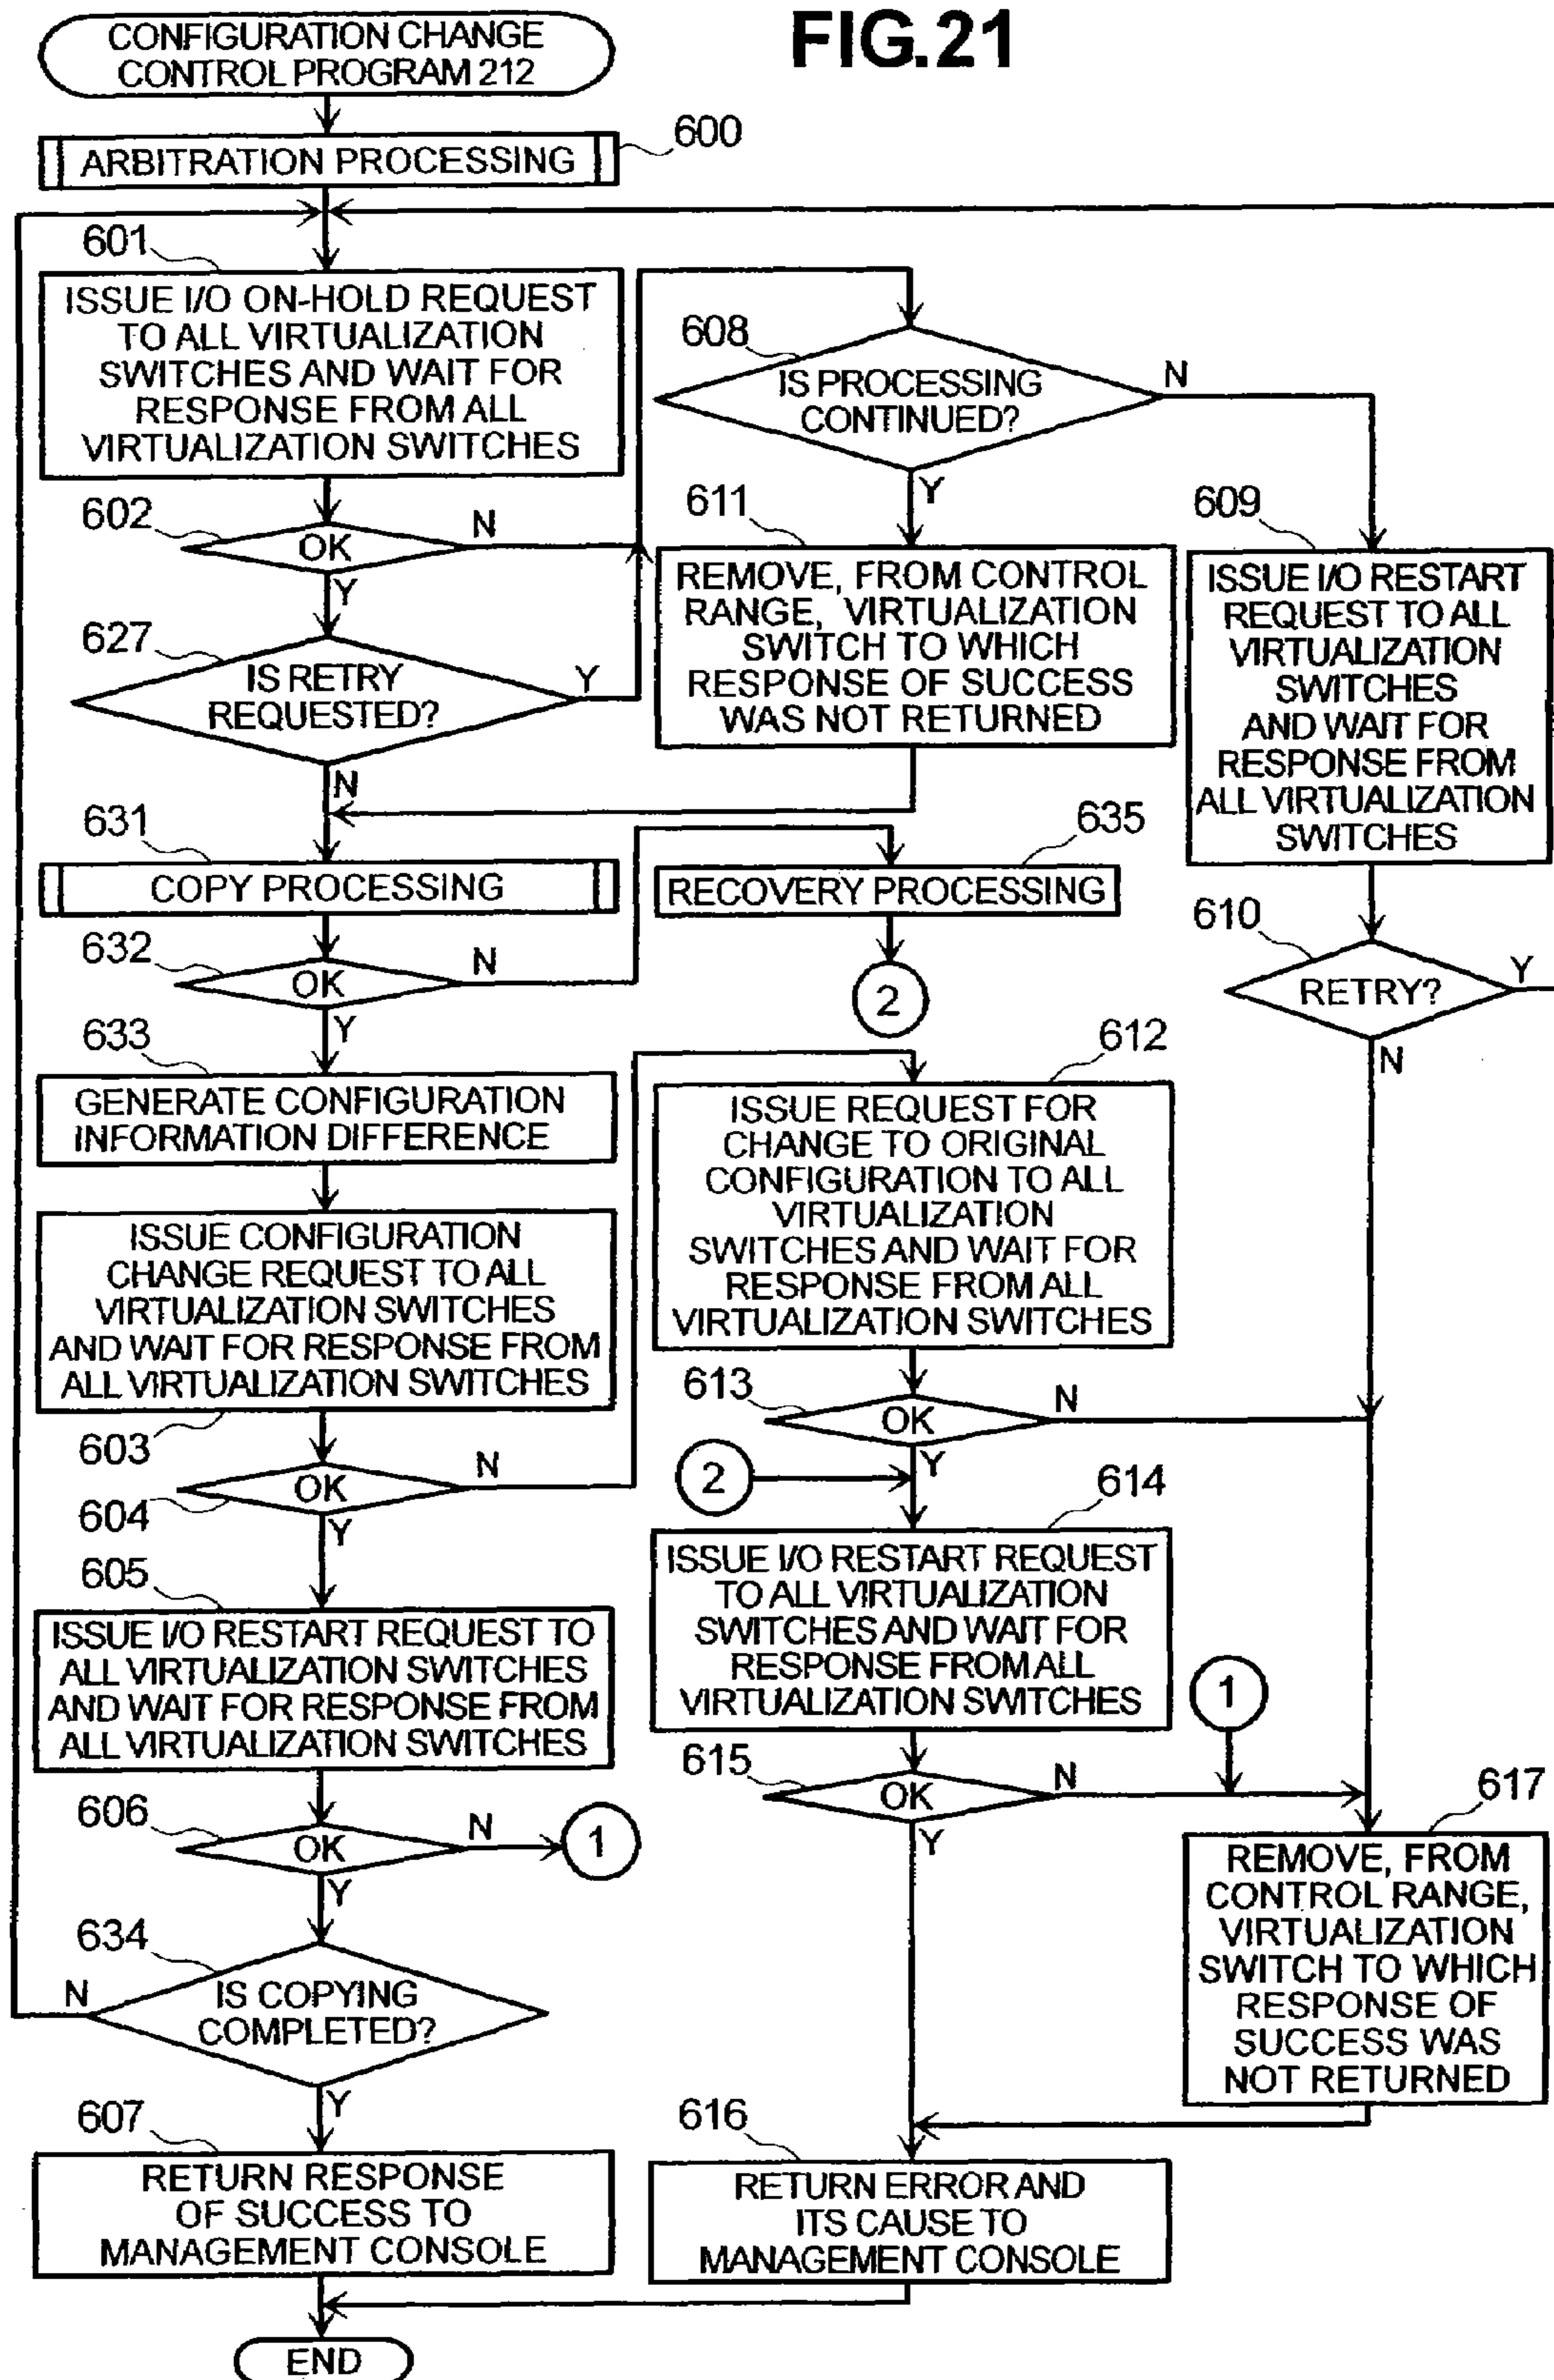 FIG.21
CONFIGURATION CHANGE
CONTROL PROGRAM 212
ARBITRATION PROCESSING
600
601
ISSUE I/O ON-HOLD REQUEST
TO ALL VIRTUALIZATION
SWITCHES AND WAIT FOR
RESPONSE FROM ALL
VIRTUALIZATION SWITCHES
602
OK
N
Y
627
IS RETRY
REQUESTED?
Y
N
631
COPY PROCESSING
632
OK
N
Y
633
GENERATE CONFIGURATION
INFORMATION DIFFERENCE
ISSUE CONFIGURATION
CHANGE REQUEST TO ALL
VIRTUALIZATION SWITCHES
AND WAIT FOR RESPONSE FROM
ALL VIRTUALIZATION SWITCHES
603
OK
N
604
Y
605
ISSUE I/O RESTART REQUEST TO
ALL VIRTUALIZATION SWITCHES
AND WAIT FOR RESPONSE FROM
ALL VIRTUALIZATION SWITCHES
606
OK
N
1
Y
634
N
IS COPYING
COMPLETED?
Y
607
RETURN RESPONSE
OF SUCCESS TO
MANAGEMENT CONSOLE
END
608
IS PROCESSING
CONTINUED?
N
Y
611
REMOVE, FROM CONTROL
RANGE, VIRTUALIZATION
SWITCH TO WHICH
RESPONSE OF SUCCESS
WAS NOT RETURNED
635
RECOVERY PROCESSING
2
612
ISSUE REQUEST FOR
CHANGE TO ORIGINAL
CONFIGURATION TO ALL
VIRTUALIZATION
SWITCHES AND WAIT FOR
RESPONSE FROM ALL
VIRTUALIZATION SWITCHES
613
OK
N
Y
2
614
ISSUE I/O RESTART REQUEST
TO ALL VIRTUALIZATION
SWITCHES AND WAIT FOR
RESPONSE FROM ALL
VIRTUALIZATION SWITCHES
615
OK
N
Y
1
616
RETURN ERROR AND
ITS CAUSE TO
MANAGEMENT CONSOLE
609
ISSUE I/O RESTART
REQUEST TO ALL
VIRTUALIZATION
SWITCHES
AND WAIT FOR
RESPONSE FROM
ALL VIRTUALIZATION
SWITCHES
610
RETRY?
Y
N
617
REMOVE, FROM
CONTROL RANGE,
VIRTUALIZATION
SWITCH TO WHICH
RESPONSE OF
SUCCESS WAS
NOT RETURNED